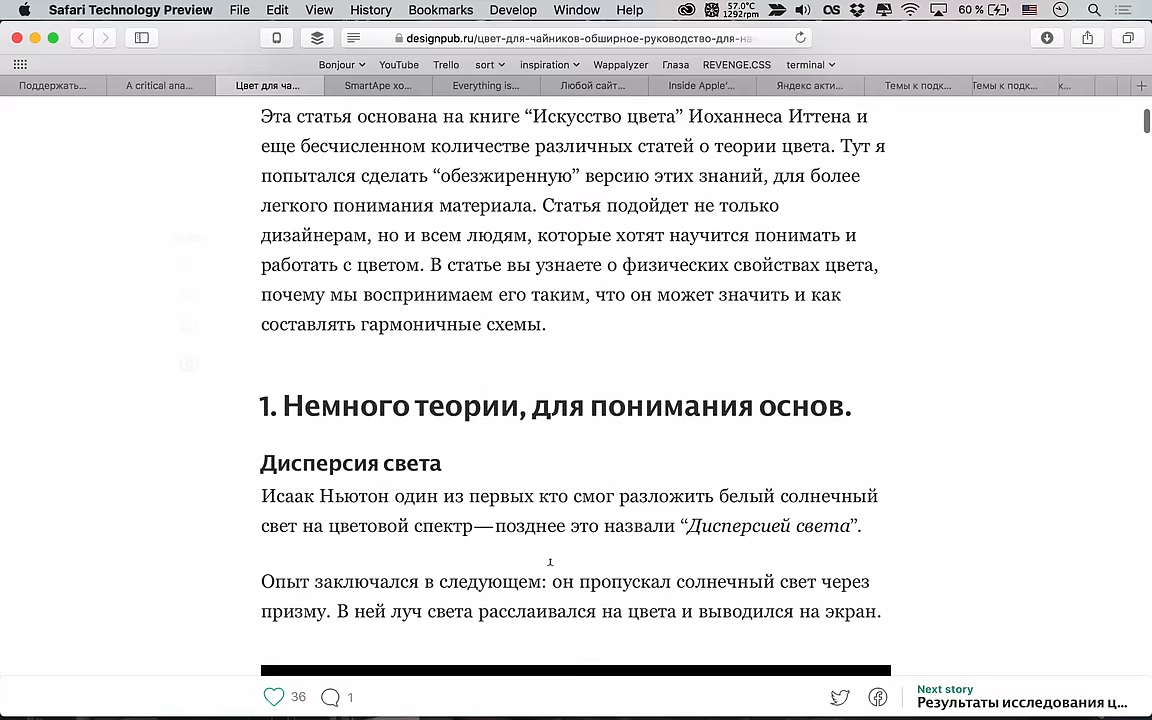 Safari Technology Preview File Edit View History Bookmarks Develop Window Help 57.0°C 1292rpm 60 %
designpub.ru/цвет-для-чайников-обширное-руководство-для-на
Bonjour YouTube Trello sort inspiration Wappalyzer Глаза REVENGE.CSS terminal
Поддержать... A critical ana... Цвет для ча... SmartApe хо... Everything is... Любой сайт... Inside Apple'... Яндекс акти... Темы к подк... Темы к подк... к...
Эта статья основана на книге “Искусство цвета” Иоханнеса Иттена и
еще бесчисленном количестве различных статей о теории цвета. Тут я
попытался сделать “обезжиренную” версию этих знаний, для более
легкого понимания материала. Статья подойдет не только
дизайнерам, но и всем людям, которые хотят научится понимать и
работать с цветом. В статье вы узнаете о физических свойствах цвета,
почему мы воспринимаем его таким, что он может значить и как
составлять гармоничные схемы.
1. Немного теории, для понимания основ.
Дисперсия света
Исаак Ньютон один из первых кто смог разложить белый солнечный
свет на цветовой спектр—позднее это назвали “Дисперсией света”.
Опыт заключался в следующем: он пропускал солнечный свет через
призму. В ней луч света расслаивался на цвета и выводился на экран.
36 1
Next story
Результаты исследования ц...